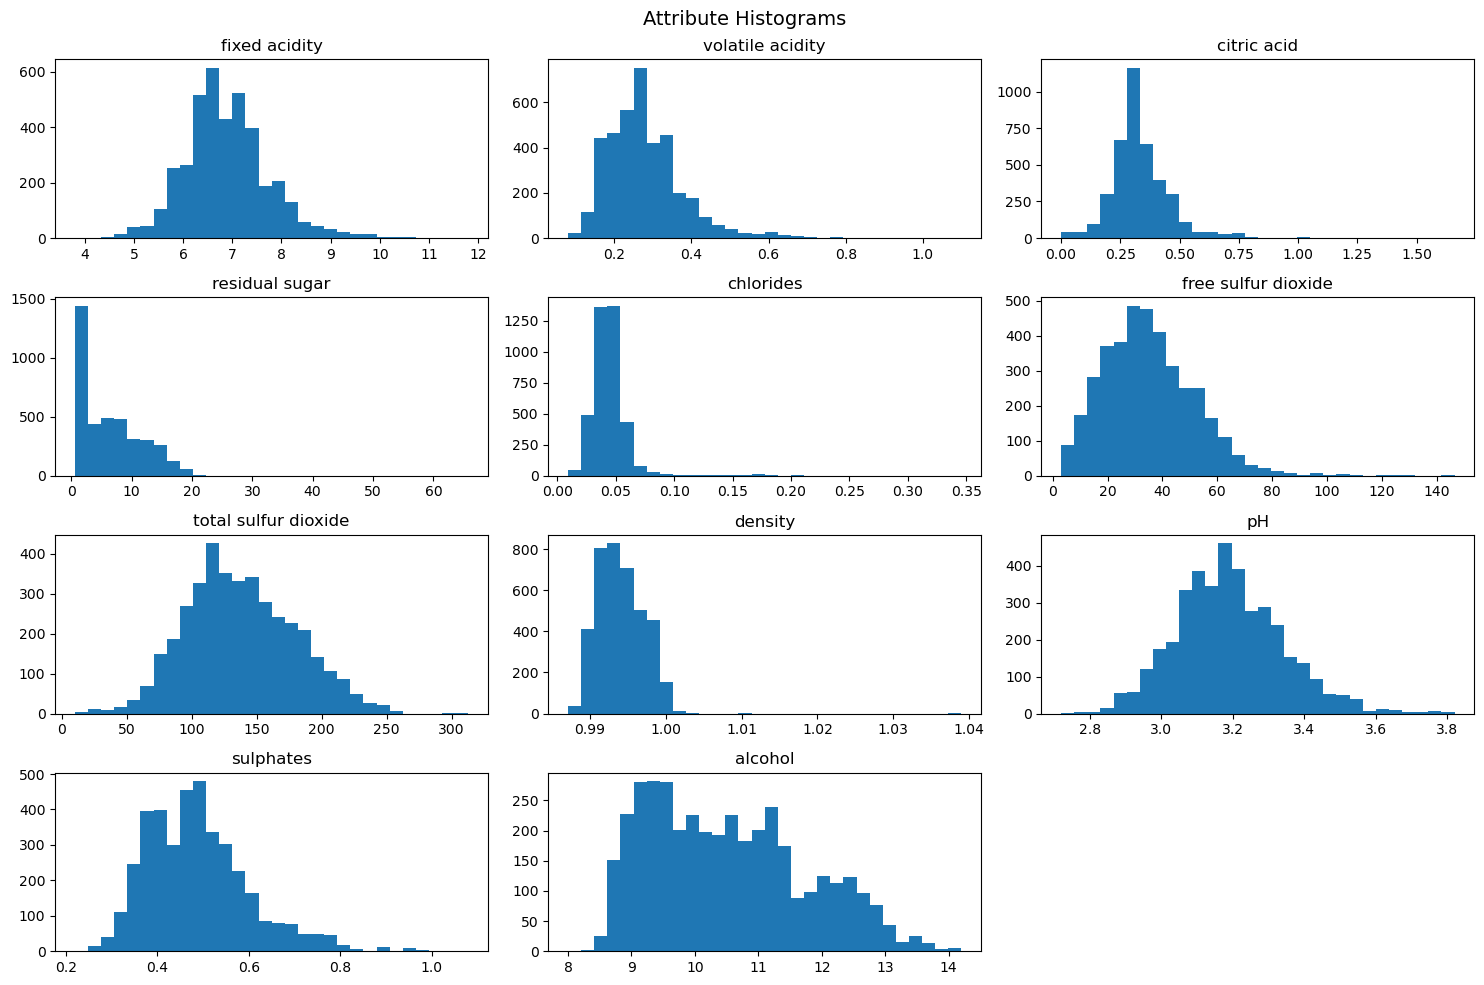 Attribute Histograms
fixed acidity
volatile acidity
citric acid
600
400
200
0
4 5 6 7 8 9 10 11 12
600
400
200
0
0.2 0.4 0.6 0.8 1.0
1000
750
500
250
0
0.00 0.25 0.50 0.75 1.00 1.25 1.50
residual sugar
chlorides
free sulfur dioxide
1500
1000
500
0
0 10 20 30 40 50 60
1250
1000
750
500
250
0
0.00 0.05 0.10 0.15 0.20 0.25 0.30 0.35
500
400
300
200
100
0
0 20 40 60 80 100 120 140
total sulfur dioxide
density
pH
400
300
200
100
0
0 50 100 150 200 250 300
800
600
400
200
0
0.99 1.00 1.01 1.02 1.03 1.04
400
300
200
100
0
2.8 3.0 3.2 3.4 3.6 3.8
sulphates
alcohol
500
400
300
200
100
0
0.2 0.4 0.6 0.8 1.0
250
200
150
100
50
0
8 9 10 11 12 13 14